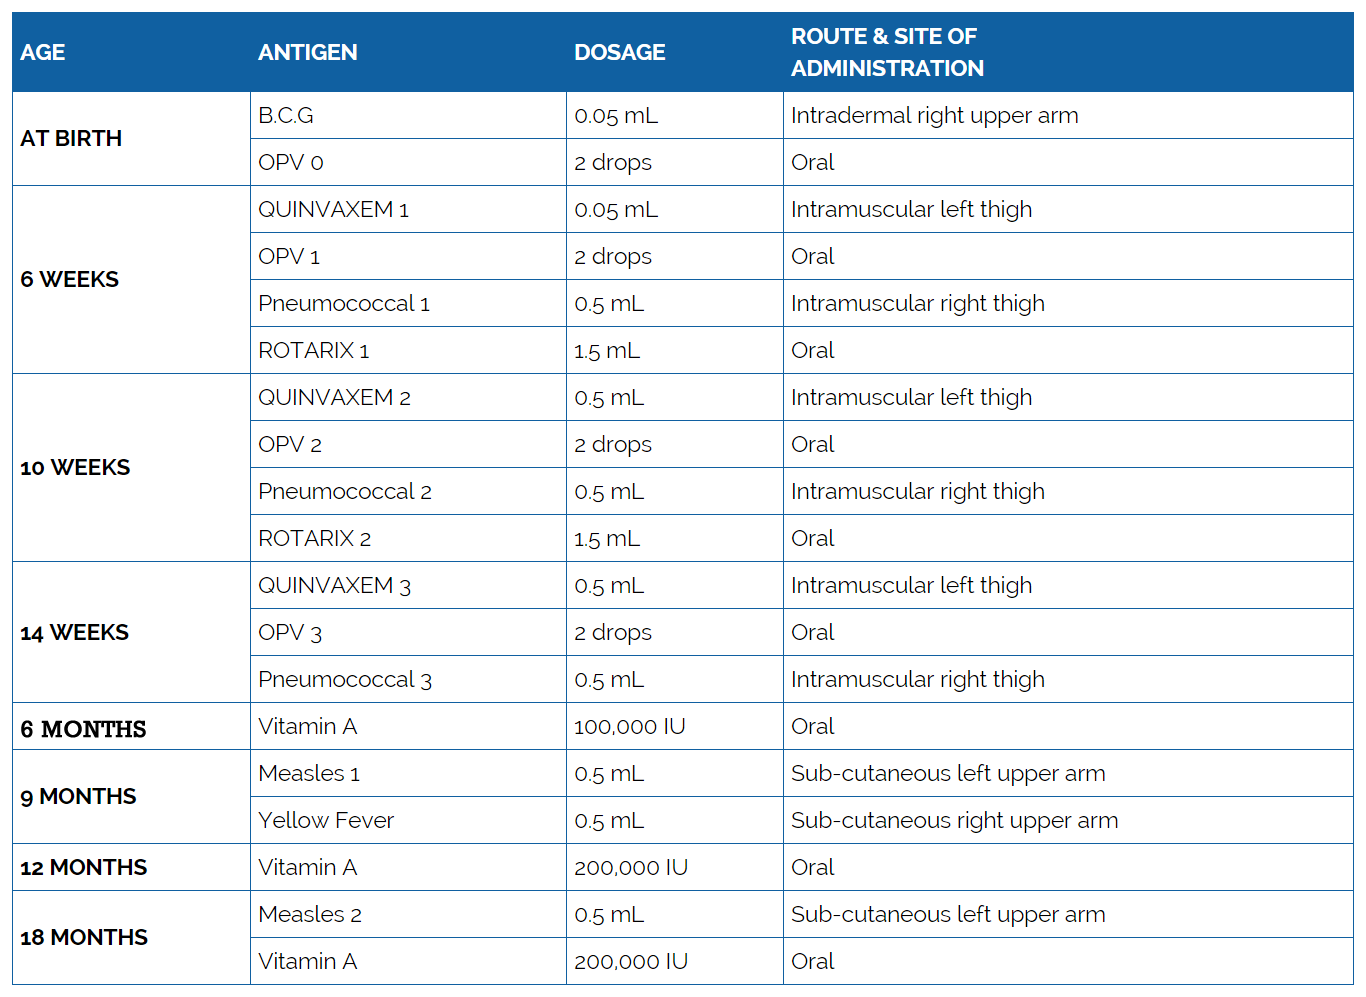 AGE ANTIGEN DOSAGE ROUTE & SITE OF
ADMINISTRATION
AT BIRTH B.C.G 0.05 mL Intradermal right upper arm
OPV 0 2 drops Oral
6 WEEKS QUINVAXEM 1 0.05 mL Intramuscular left thigh
OPV 1 2 drops Oral
Pneumococcal 1 0.5 mL Intramuscular right thigh
ROTARIX 1 1.5 mL Oral
10 WEEKS QUINVAXEM 2 0.5 mL Intramuscular left thigh
OPV 2 2 drops Oral
Pneumococcal 2 0.5 mL Intramuscular right thigh
ROTARIX 2 1.5 mL Oral
14 WEEKS QUINVAXEM 3 0.5 mL Intramuscular left thigh
OPV 3 2 drops Oral
Pneumococcal 3 0.5 mL Intramuscular right thigh
6 MONTHS Vitamin A 100,000 IU Oral
9 MONTHS Measles 1 0.5 mL Sub-cutaneous left upper arm
Yellow Fever 0.5 mL Sub-cutaneous right upper arm
12 MONTHS Vitamin A 200,000 IU Oral
18 MONTHS Measles 2 0.5 mL Sub-cutaneous left upper arm
Vitamin A 200,000 IU Oral